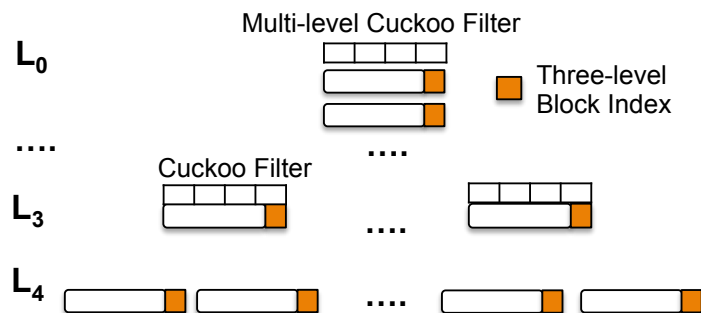 Multi-level Cuckoo Filter
L0
Three-level
Block Index
....
....
Cuckoo Filter
L3
....
L4
....